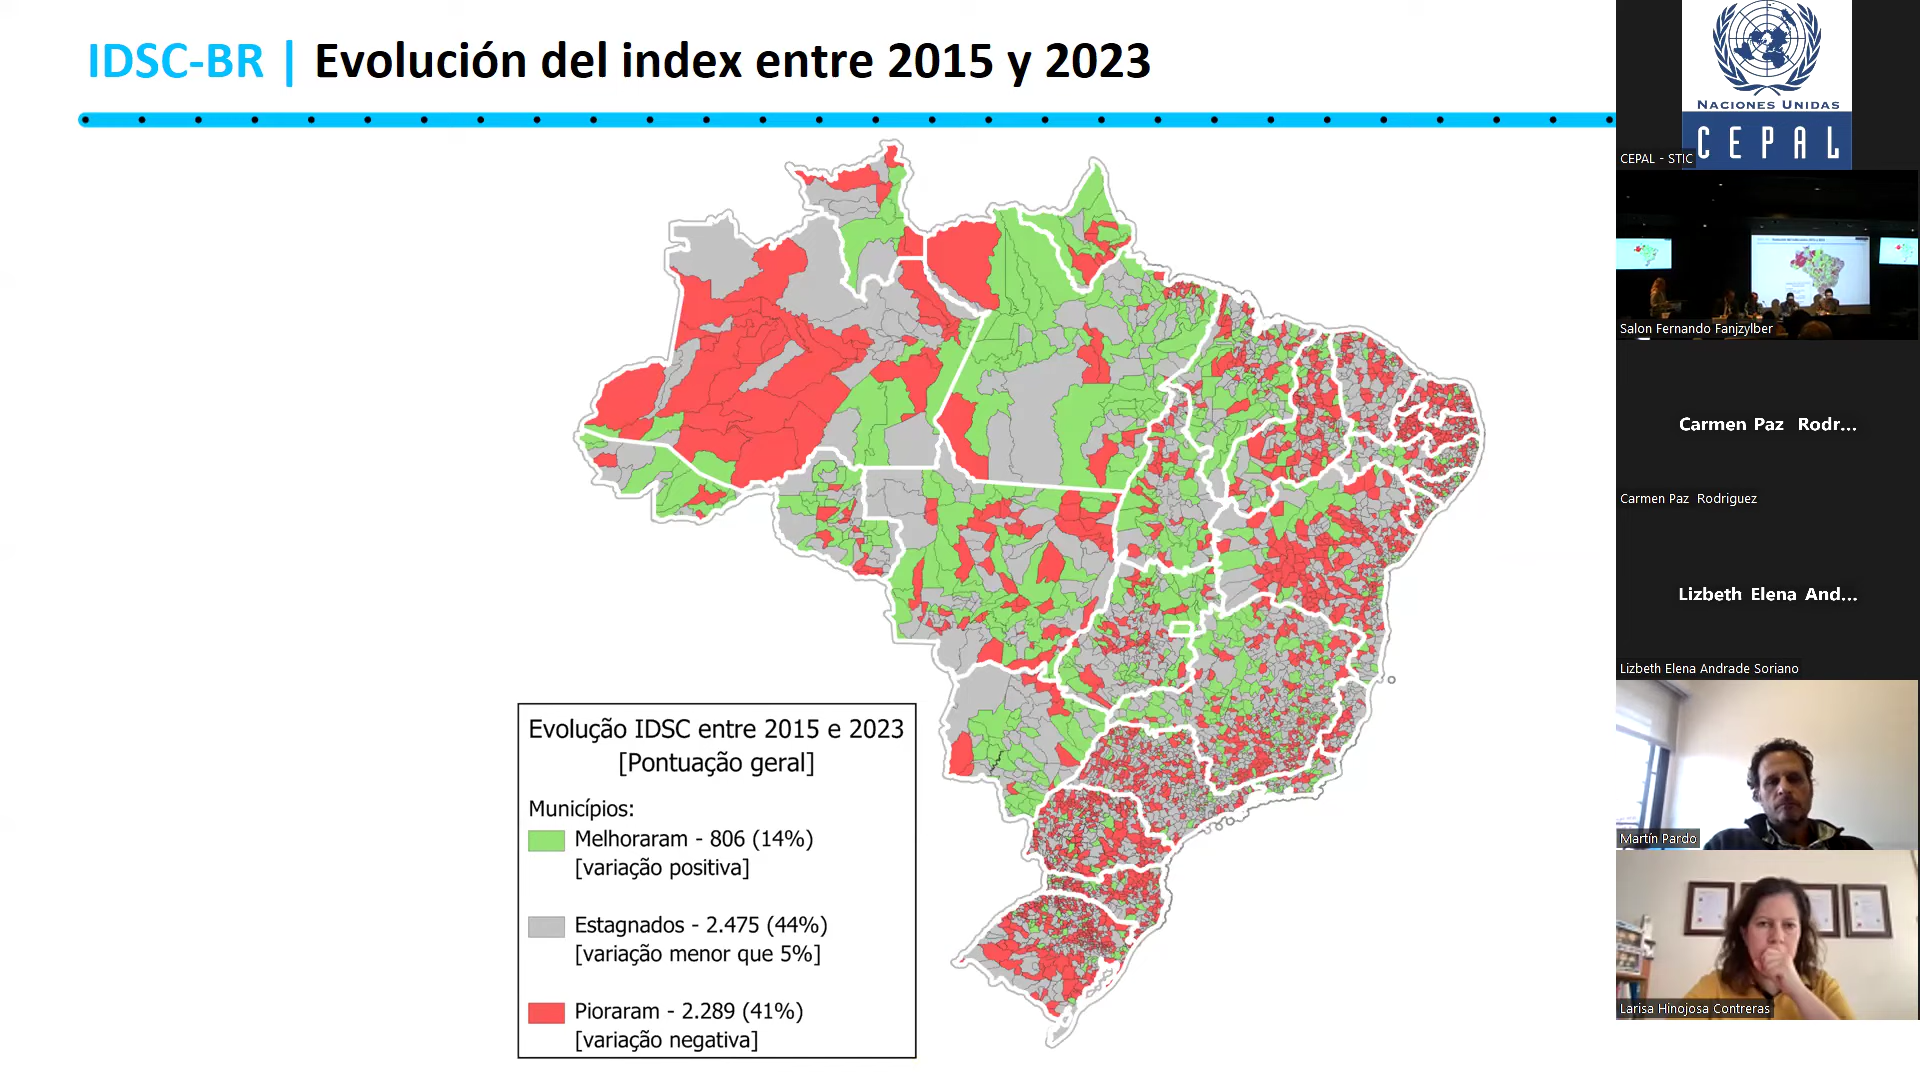 IDSC-BR | Evolución del index entre 2015 y 2023
Evolução IDSC entre 2015 e 2023
[Pontuação geral]
Municípios:
Melhoraram - 806 (14%)
[variação positiva]
Estagnados - 2.475 (44%)
[variação menor que 5%]
Pioraram - 2.289 (41%)
[variação negativa]
NACIONES UNIDAS
CEPAL
CEPAL - STIC
Salon Fernando Fanjzylber
Carmen Paz Rodr...
Carmen Paz Rodriguez
Lizbeth Elena And...
Lizbeth Elena Andrade Soriano
Martín Pardo
Larisa Hinojosa Contreras